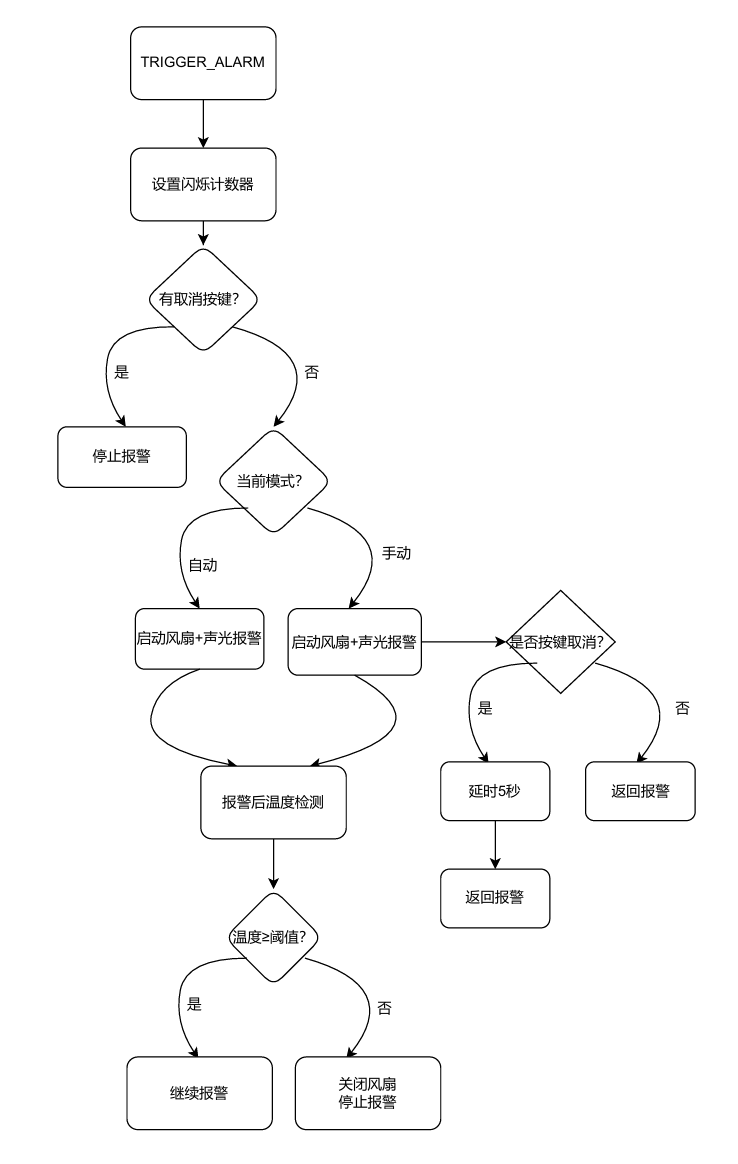 TRIGGER_ALARM
设置闪烁计数器
有取消按键?
是
否
停止报警
当前模式?
自动
手动
启动风扇+声光报警
启动风扇+声光报警
是否按键取消?
是
否
报警后温度检测
延时5秒
返回报警
返回报警
温度≥阈值?
是
否
继续报警
关闭风扇
停止报警